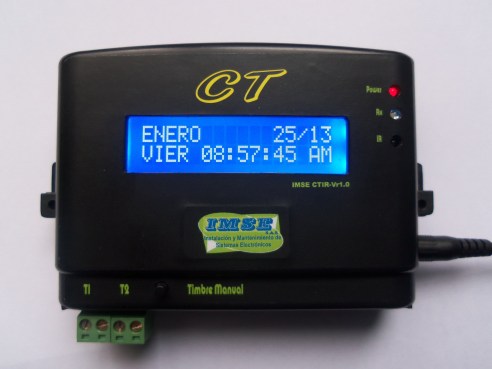 CT
Power
Rx
IR
ENERO 25/13
VIER 08:57:45 AM
IMSE CTIR-Vr1.0
IMSE S.A.S
Instalación y Mantenimiento de
Sistemas Electrónicos
T1 T2 Timbre Manual